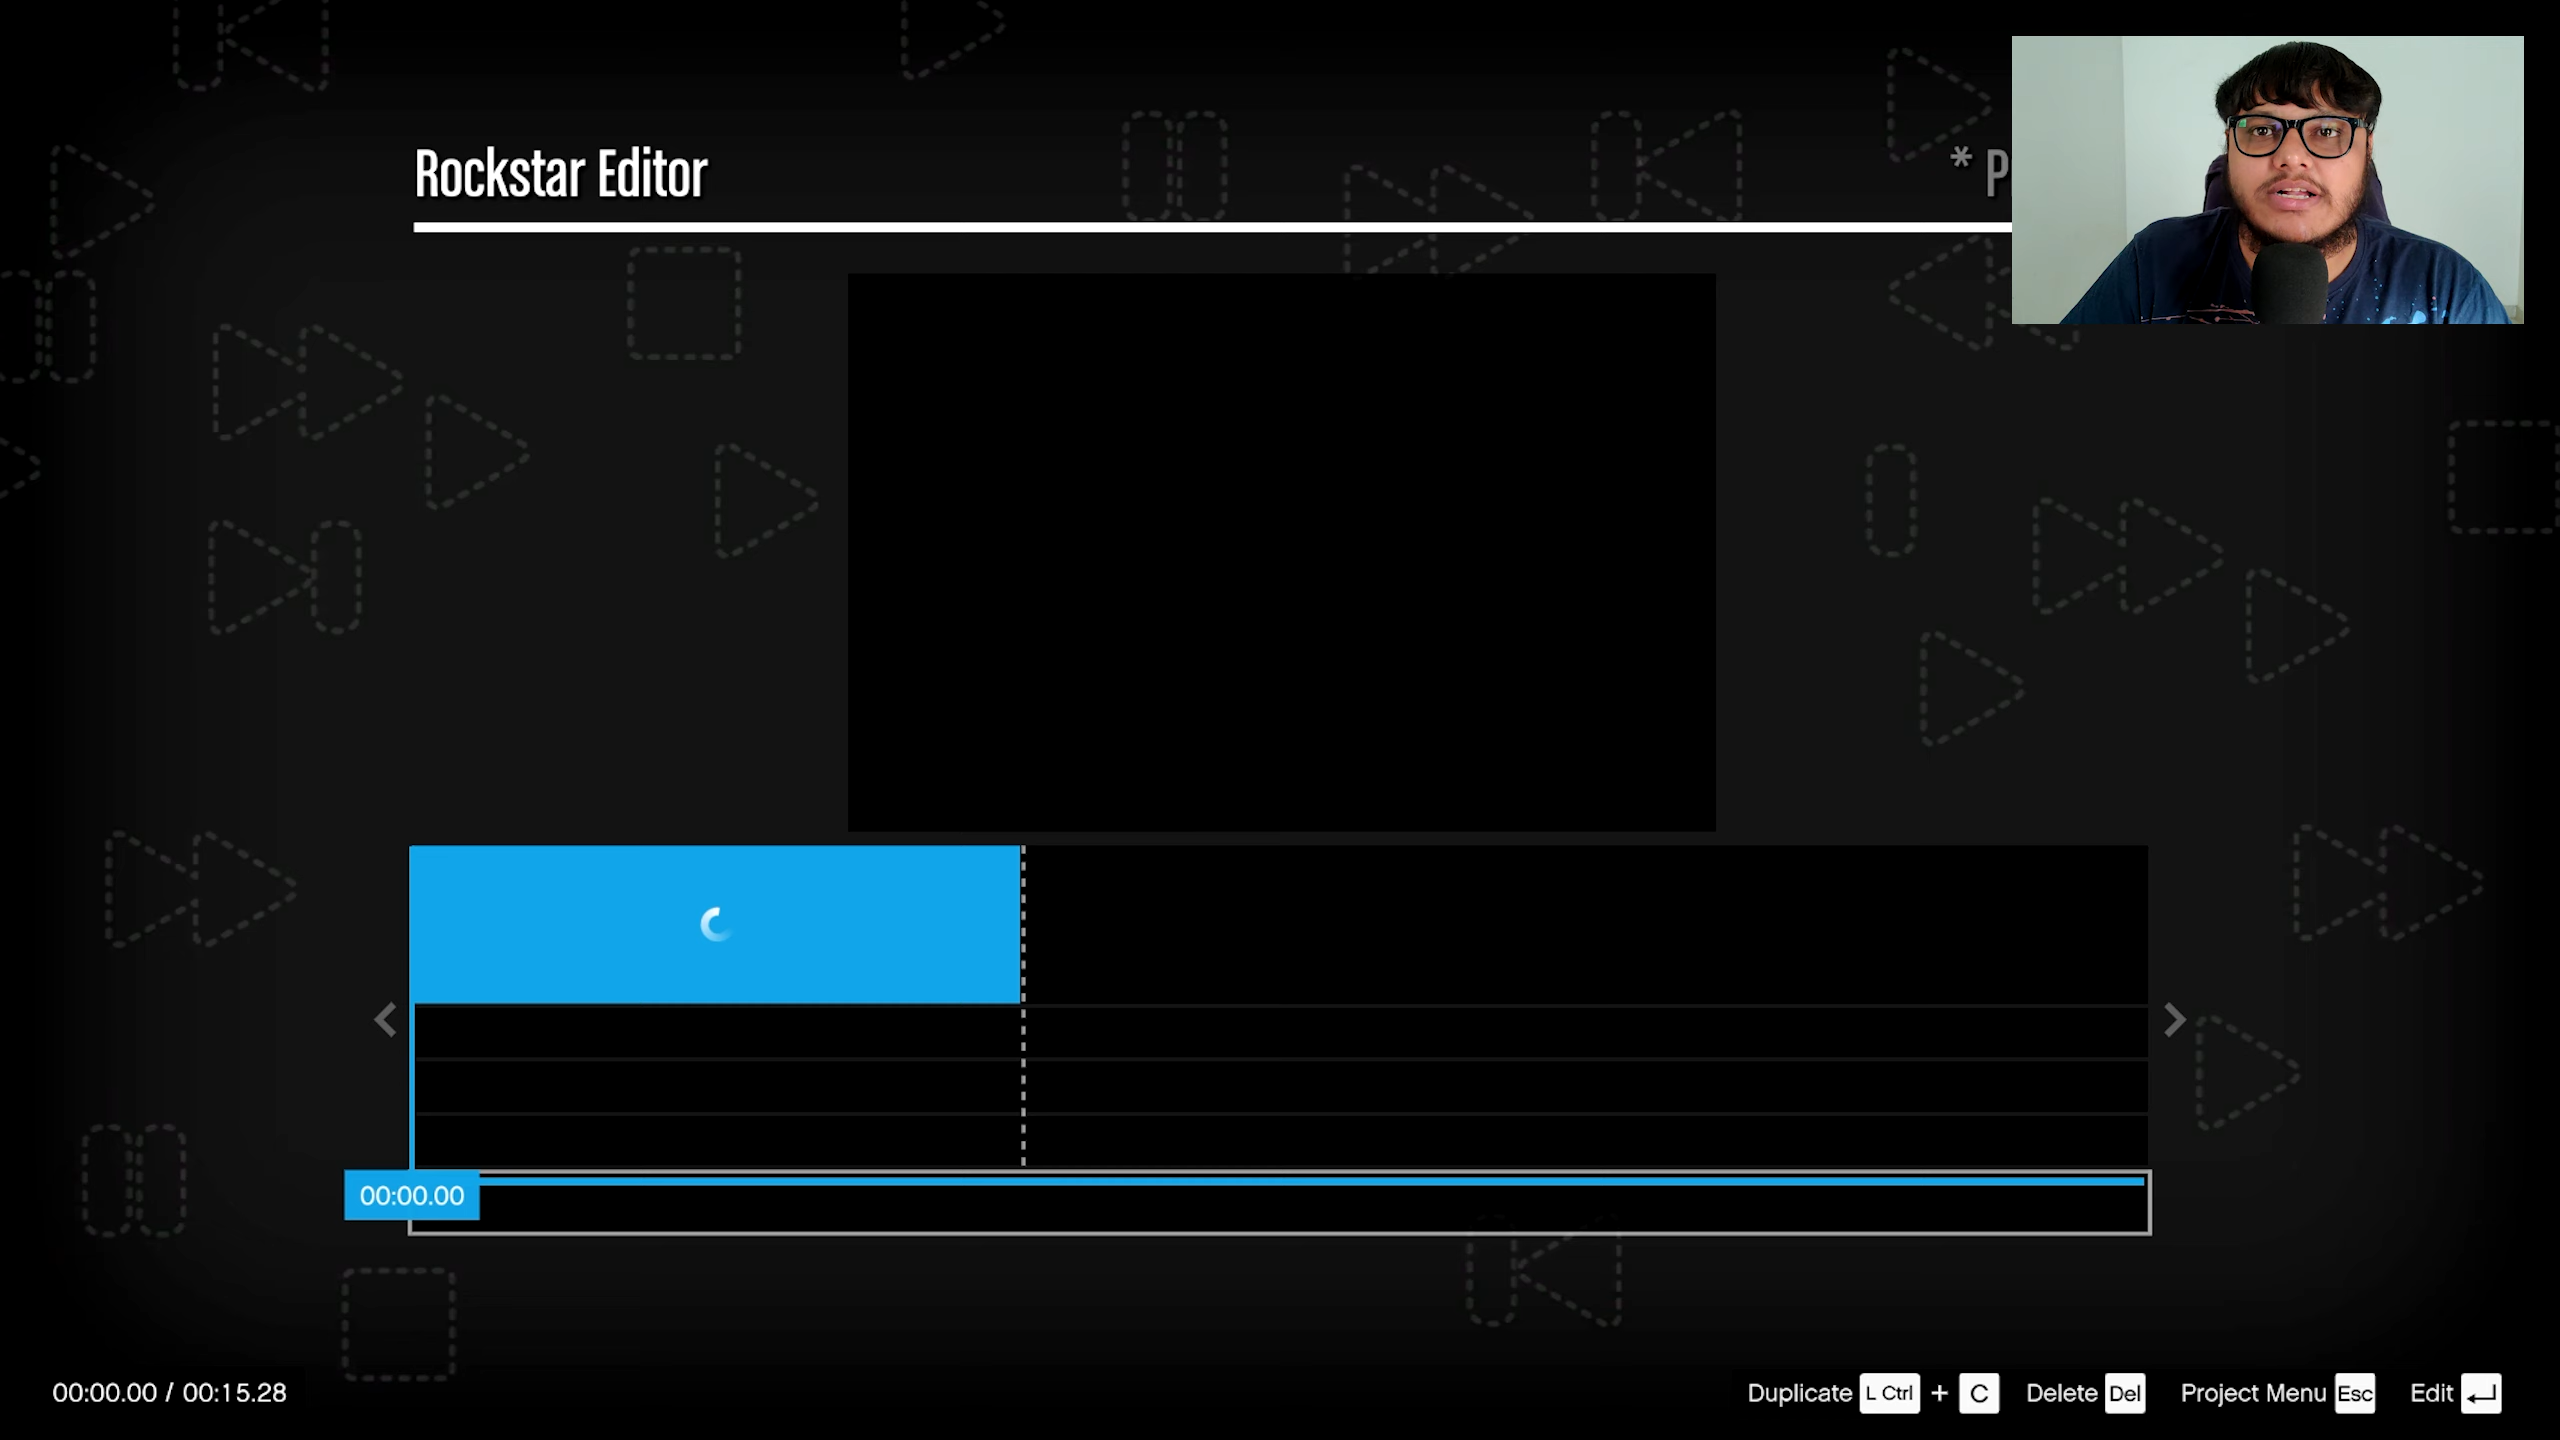 Rockstar Editor
* P
00:00.00
00:00.00 / 00:15.28
Duplicate L Ctrl + C Delete Del Project Menu Esc Edit